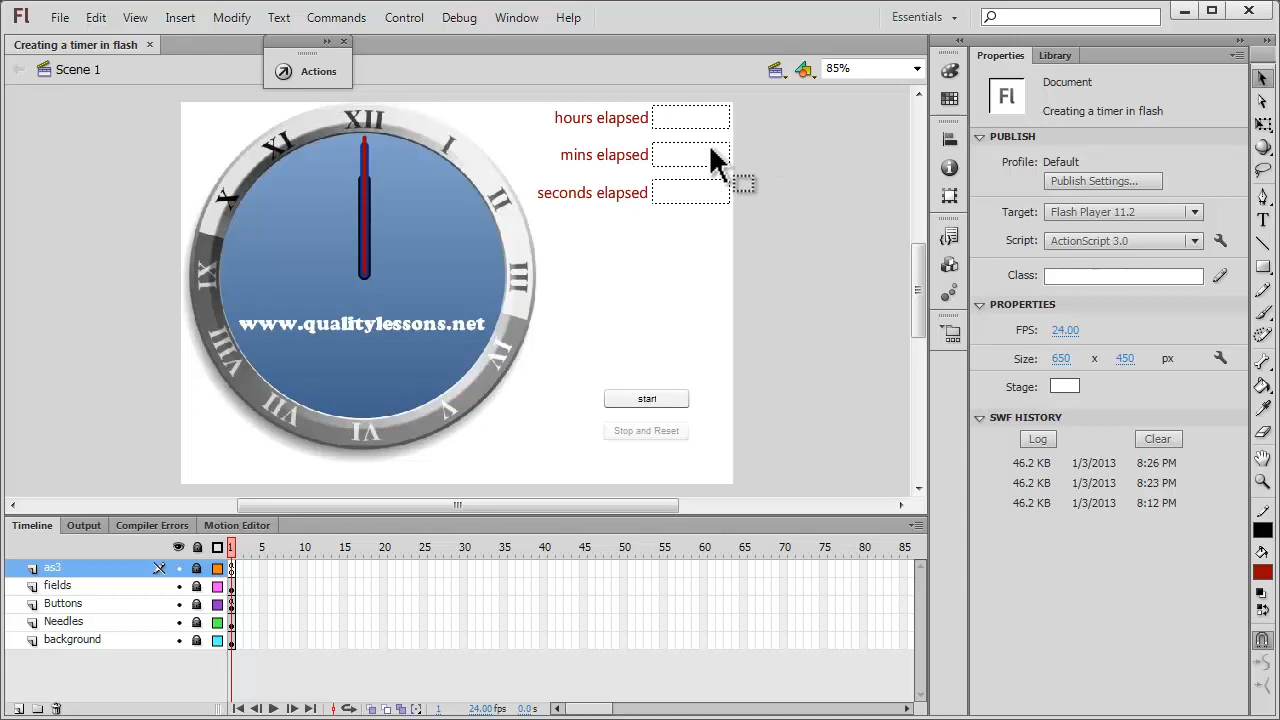 Fl File Edit View Insert Modify Text Commands Control Debug Window Help Essentials
Creating a timer in flash
Actions
Scene 1
85%
XII
I
II
III
IV
V
VI
VII
VIII
IX
X
XI
www.qualitylessons.net
hours elapsed
mins elapsed
seconds elapsed
start
Stop and Reset
Properties Library
Fl
Document
Creating a timer in flash
PUBLISH
Profile: Default
Publish Settings...
Target: Flash Player 11.2
Script: ActionScript 3.0
Class:
PROPERTIES
FPS: 24.00
Size: 650 x 450 px
Stage:
SWF HISTORY
Log Clear
46.2 KB 1/3/2013 8:26 PM
46.2 KB 1/3/2013 8:23 PM
46.2 KB 1/3/2013 8:12 PM
Timeline Output Compiler Errors Motion Editor
1 5 10 15 20 25 30 35 40 45 50 55 60 65 70 75 80 85
as3
fields
Buttons
Needles
background
1 24.00 fps 0.0 s